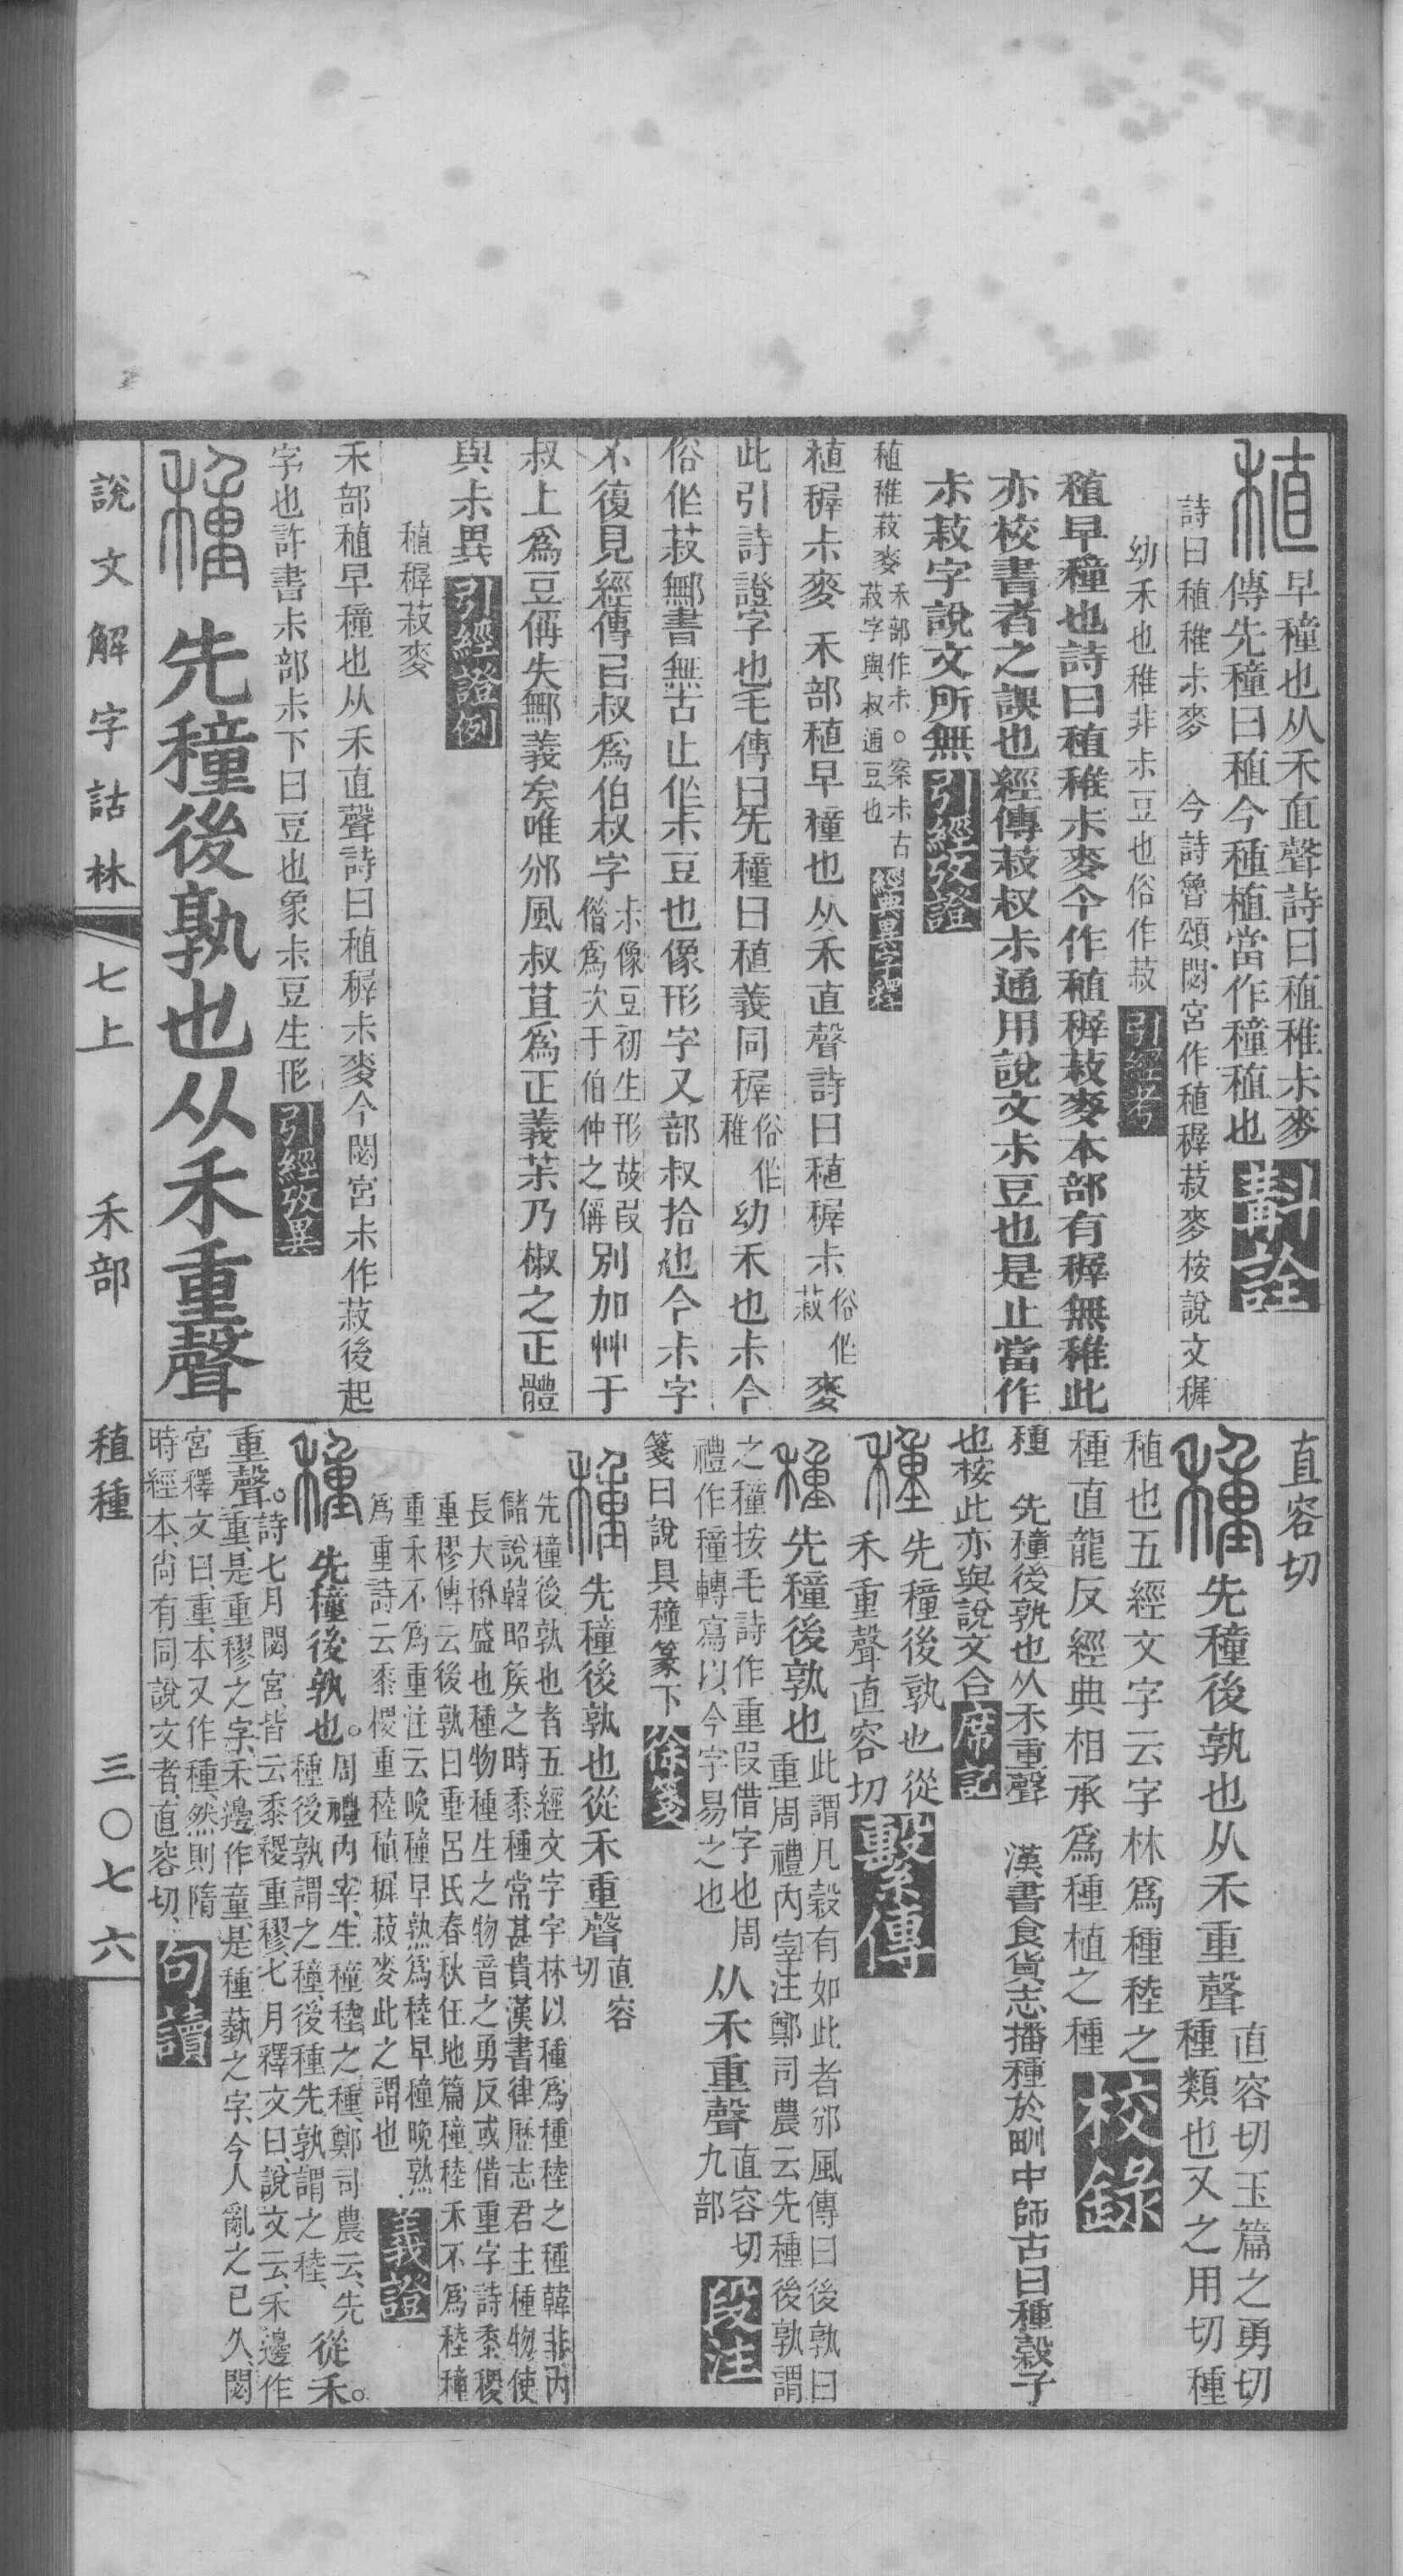 稙
早穜也从禾直聲詩曰稙稚尗麥
傳先穜曰稙今種植當作穜稙也
斠詮
詩曰稙稚尗麥　今詩魯頌閟宮作稙穉菽麥桉說文穉
幼禾也稚非尗豆也俗作菽
引經考
稙早穜也詩曰稙稚尗麥今作稙穉菽麥本部有穉無稚此
亦校書者之誤也經傳菽叔尗通用說文尗豆也是止當作
尗菽字說文所無
引經攷證
稙稚菽麥
禾部作尗○案尗古
菽字與叔通豆也
經典異字釋
稙穉尗麥　禾部稙早穜也从禾直聲詩曰稙穉尗
俗作
菽
麥
此引詩證字也毛傳曰先種曰稙義同穉
俗作
稚
幼禾也尗今
俗作菽鄦書無古止作尗豆也像形字又部叔拾也今尗字
不復見經傳㠯叔爲伯叔字
尗像豆初生形故叚
偕爲次于伯仲之偁
別加艸于
叔上爲豆偁失鄦義矣唯邠風叔苴爲正義茮乃椒之正體
與尗異
引經證例
稙穉菽麥
禾部稙早種也从禾直聲詩曰稙穉尗麥今閟宮尗作菽後起
字也許書尗部尗下曰豆也象尗豆生形
引經攷異
種
先穜後孰也从禾重聲
直容切
種
先穜後孰也从禾重聲
直容切玉篇之勇切
種類也又之用切種
稙也五經文字云字林爲種稑之
種直龍反經典相承爲種植之種
校錄
種　先穜後孰也从禾重聲　漢書食貨志播種於甽中師古曰種穀子
也桉此亦與說文合
席記
種
先種後孰也從
禾重聲直容切
繫傳
種
先穜後孰也
此謂凡穀有如此者邠風傳曰後孰曰
重周禮內宰注鄭司農云先種後孰謂
之穜按毛詩作重叚借字也周
禮作穜轉寫以今字易之也
从禾重聲
直容切
九部
段注
箋曰說具種篆下
徐箋
種
先穜後孰也從禾重聲
直容
切
先穜後孰也者五經文字字林以種爲種稑之種韓非內
儲說韓昭矦之時黍種常甚貴漢書律歷志君主種物使
長大楙盛也種物種生之物音之勇反或借重字詩黍稷
重穋傳云後孰曰重呂氏春秋任地篇穜稑禾不爲稑種
重禾不爲重注云晚穜早熟爲稑早穜晚熟
爲重詩云黍稷重稑稙穉菽麥此之謂也
義證
種
先穜後孰也。
周禮內宰、生穜稑之種、鄭司農云、先
種後孰謂之穜、後種先孰謂之稑、
從禾。
重聲。
詩七月閟宮、皆云黍稷重穋、七月釋文曰、說文云、禾邊作
重、是重穋之字、禾邊作童、是種蓺之字、今人亂之已久、閟
宮釋文曰、重、本又作種、然則隋
時經本、尚有同說文者、直容切、
句讀
說文解字詁林
七上
禾部
稙種
三〇七六